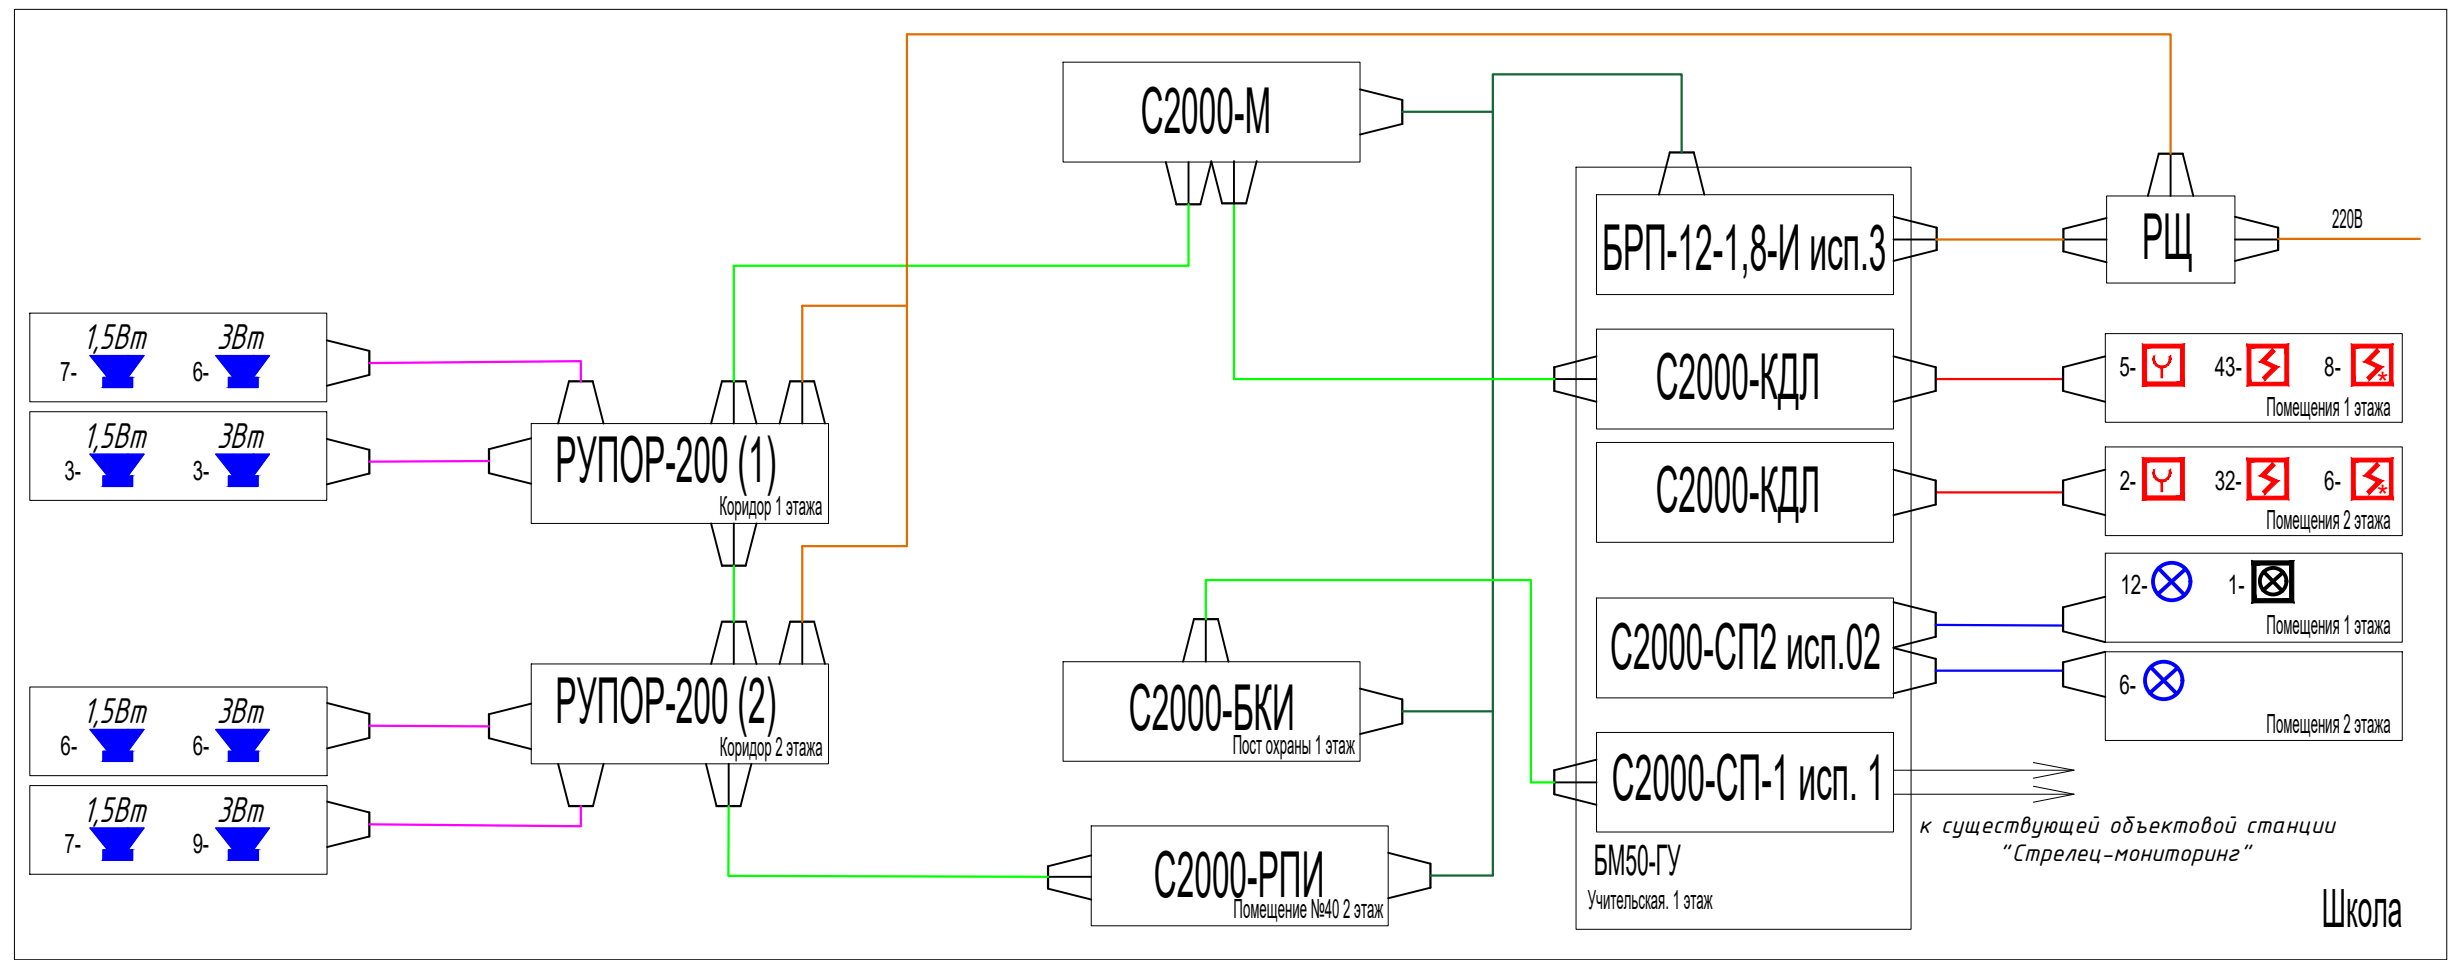 С2000-М
БРП-12-1,8-И исп.3
РЩ
220В
1,5Вт 3Вт
7- 6-
1,5Вт 3Вт
3- 3-
РУПОР-200 (1)
Коридор 1 этажа
С2000-КДЛ
5- 43- 8-
Помещения 1 этажа
С2000-КДЛ
2- 32- 6-
Помещения 2 этажа
С2000-СП2 исп.02
12- 1-
Помещения 1 этажа
6-
Помещения 2 этажа
РУПОР-200 (2)
Коридор 2 этажа
1,5Вт 3Вт
6- 6-
1,5Вт 3Вт
7- 9-
С2000-БКИ
Пост охраны 1 этаж
С2000-СП-1 исп. 1
к существующей объектовой станции
"Стрелец-мониторинг"
С2000-РПИ
Помещение №40 2 этаж
БМ50-ГУ
Учительская. 1 этаж
Школа